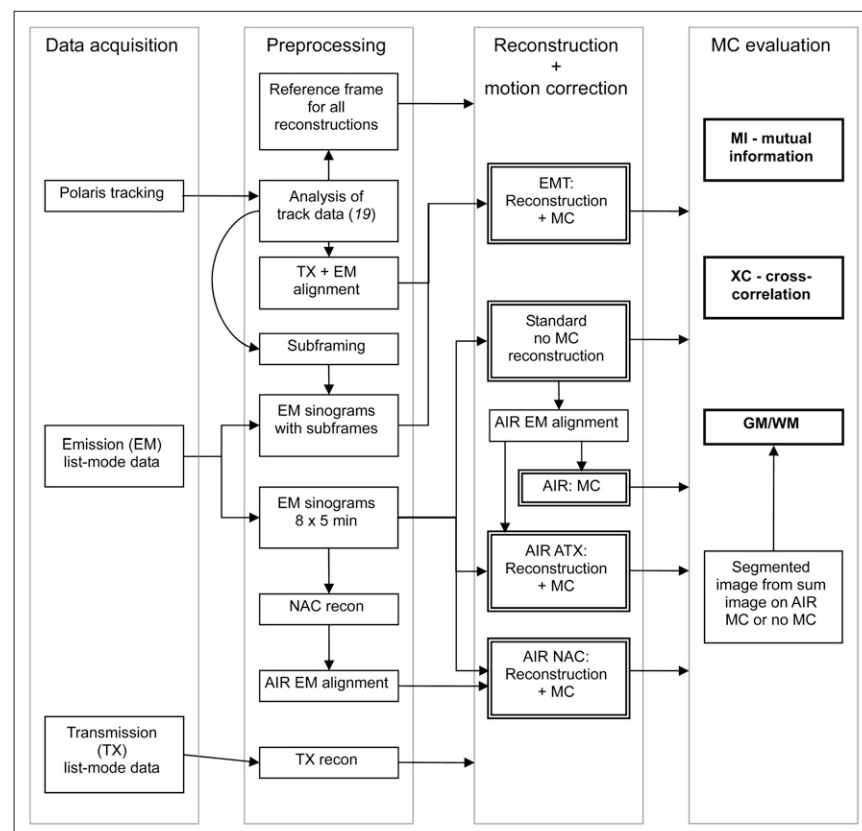 Data acquisition
Polaris tracking
Emission (EM)
list-mode data
Transmission
(TX)
list-mode data
Preprocessing
Reference frame
for all
reconstructions
Analysis of
track data (19)
TX + EM
alignment
Subframing
EM sinograms
with subframes
EM sinograms
8 x 5 min
NAC recon
AIR EM alignment
TX recon
Reconstruction
+
motion correction
EMT:
Reconstruction
+ MC
Standard
no MC
reconstruction
AIR EM alignment
AIR: MC
AIR ATX:
Reconstruction
+ MC
AIR NAC:
Reconstruction
+ MC
MC evaluation
MI - mutual
information
XC - cross-
correlation
GM/WM
Segmented
image from sum
image on AIR
MC or no MC